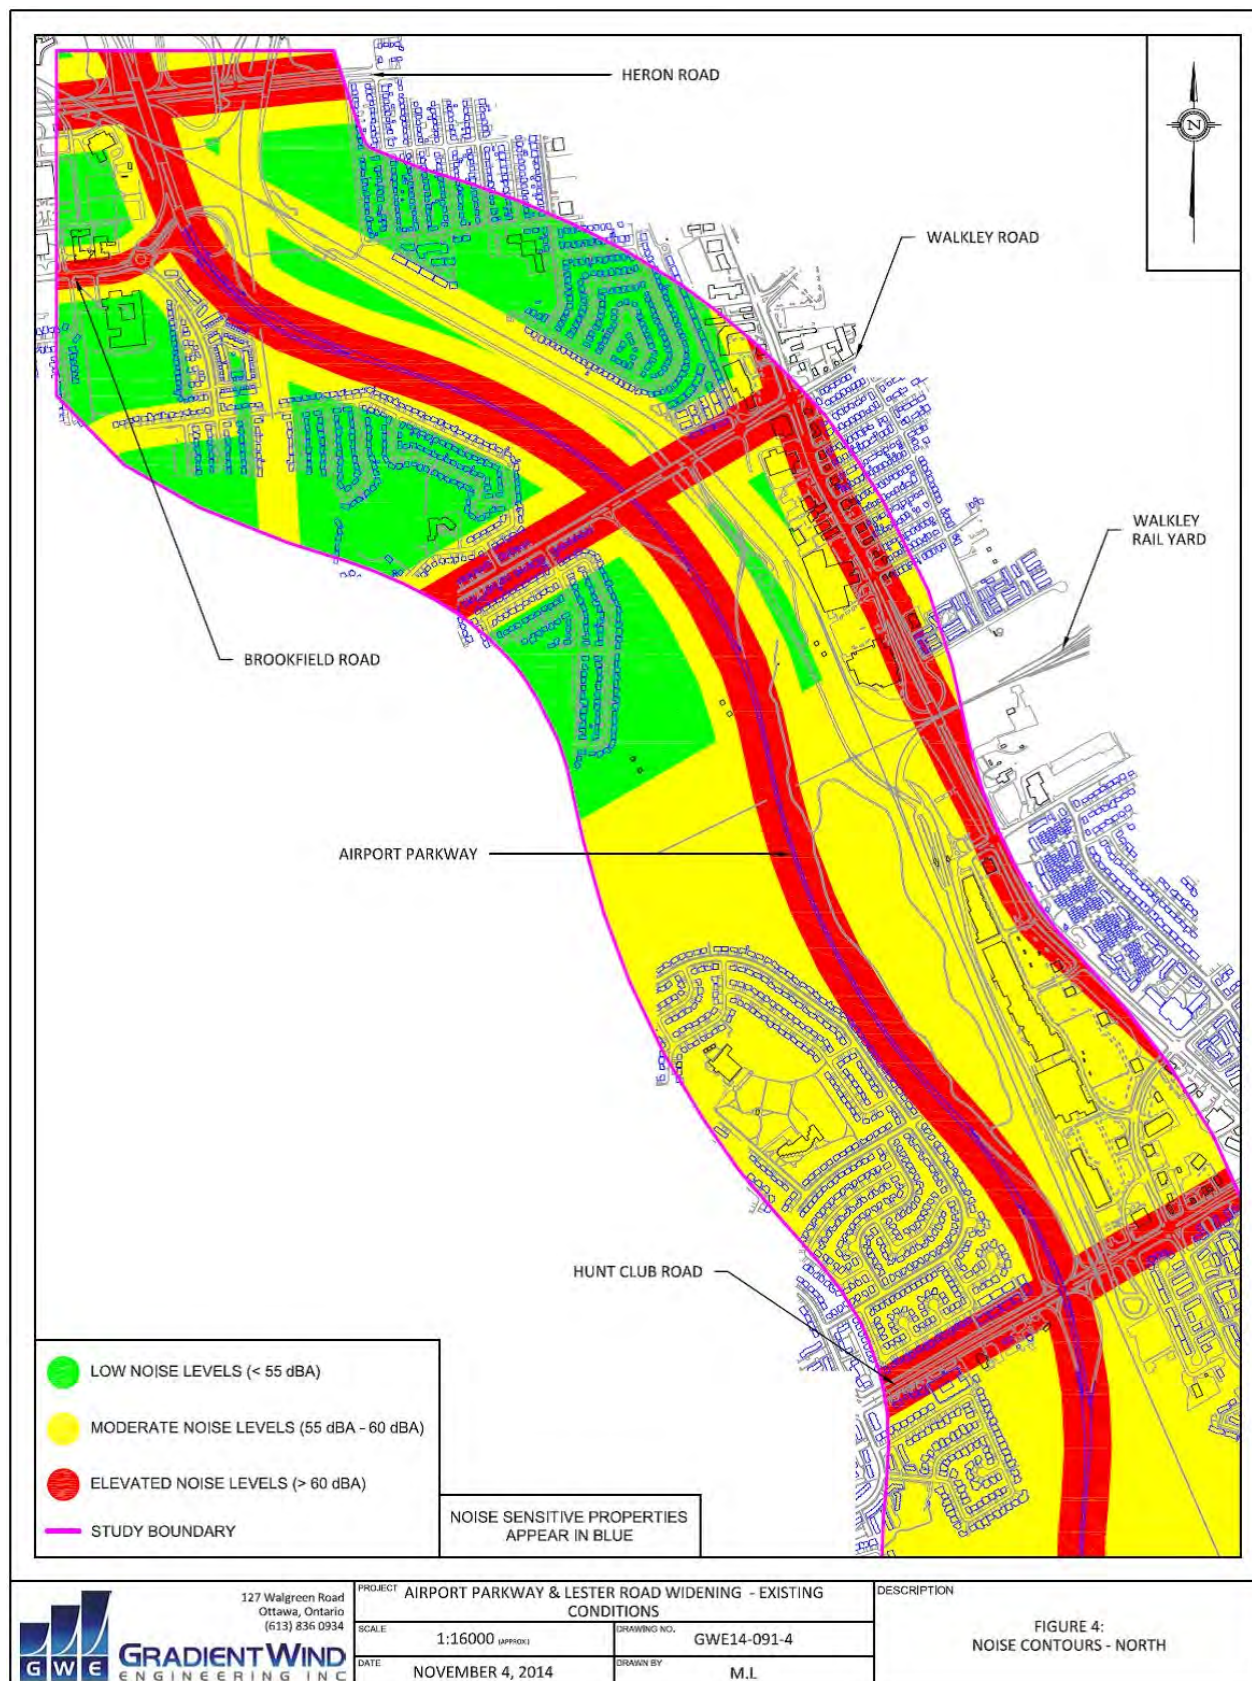 HERON ROAD
N
WALKLEY ROAD
WALKLEY
RAIL YARD
BROOKFIELD ROAD
AIRPORT PARKWAY
HUNT CLUB ROAD
LOW NOISE LEVELS (< 55 dBA)
MODERATE NOISE LEVELS (55 dBA - 60 dBA)
ELEVATED NOISE LEVELS (> 60 dBA)
STUDY BOUNDARY
NOISE SENSITIVE PROPERTIES
APPEAR IN BLUE
GWE
127 Walgreen Road
Ottawa, Ontario
(613) 836 0934
GRADIENTWIND
ENGINEERING INC
PROJECT AIRPORT PARKWAY & LESTER ROAD WIDENING - EXISTING
CONDITIONS
SCALE 1:16000 (APPROX.)
DRAWING NO. GWE14-091-4
DATE NOVEMBER 4, 2014
DRAWN BY M.L
DESCRIPTION
FIGURE 4:
NOISE CONTOURS - NORTH